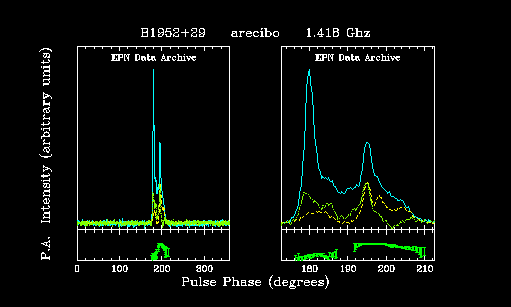 B1952+29 arecibo 1.418 Ghz
EPN Data Archive EPN Data Archive
P.A. Intensity (arbitrary units)
0 100 200 300 180 190 200 210
Pulse Phase (degrees)